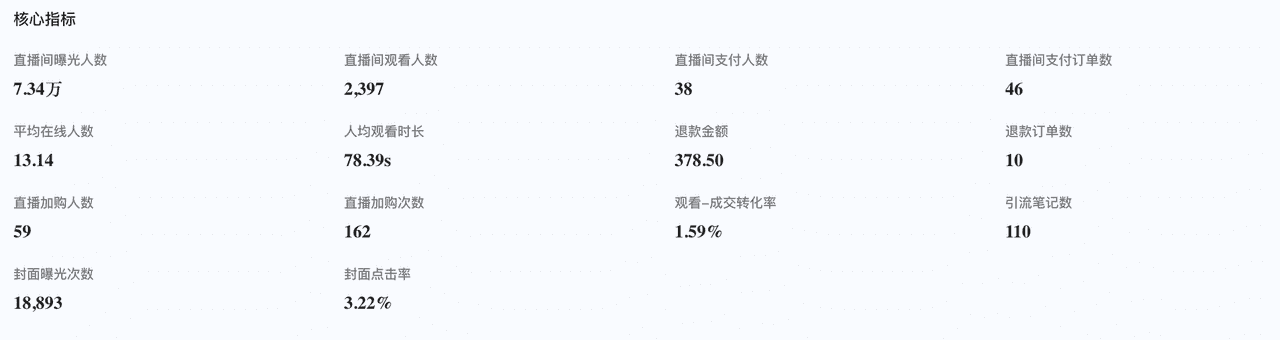 核心指标
直播间曝光人数 直播间观看人数 直播间支付人数 直播间支付订单数
7.34万 2,397 38 46
平均在线人数 人均观看时长 退款金额 退款订单数
13.14 78.39s 378.50 10
直播加购人数 直播加购次数 观看–成交转化率 引流笔记数
59 162 1.59% 110
封面曝光次数 封面点击率
18,893 3.22%